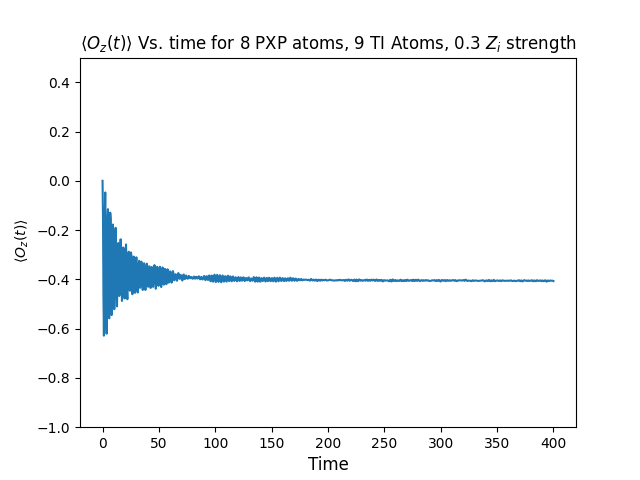 ⟨O_z(t)⟩ Vs. time for 8 PXP atoms, 9 TI Atoms, 0.3 Z_i strength
0.4
0.2
0.0
−0.2
−0.4
−0.6
−0.8
−1.0
⟨O_z(t)⟩
0 50 100 150 200 250 300 350 400
Time